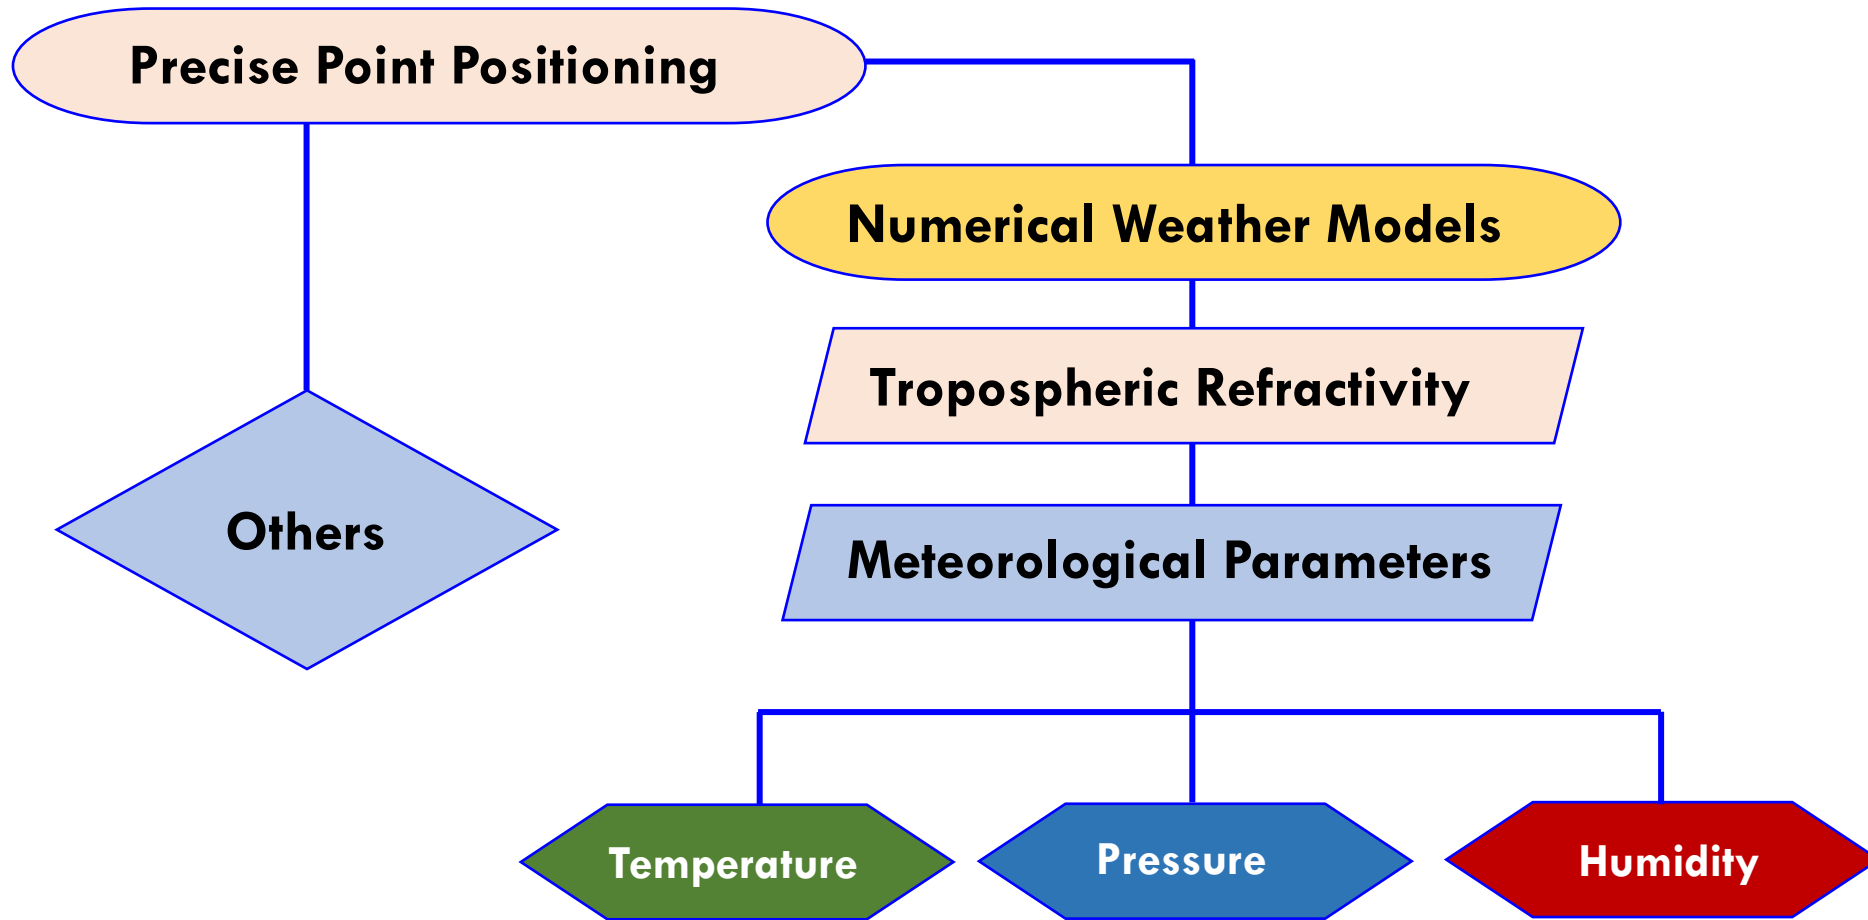 Precise Point Positioning
Numerical Weather Models
Tropospheric Refractivity
Others
Meteorological Parameters
Temperature
Pressure
Humidity